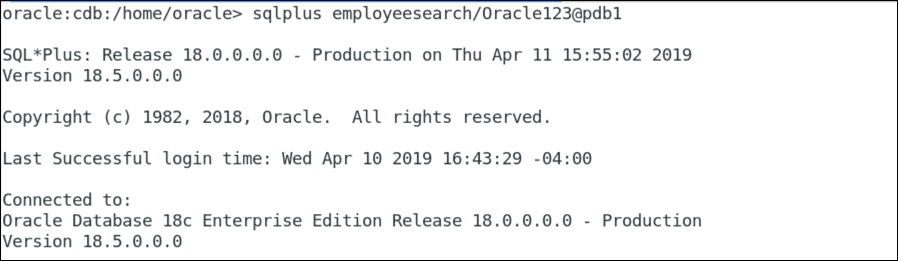 oracle:cdb:/home/oracle> sqlplus employeesearch/Oracle123@pdb1
SQL*Plus: Release 18.0.0.0.0 - Production on Thu Apr 11 15:55:02 2019
Version 18.5.0.0.0
Copyright (c) 1982, 2018, Oracle.  All rights reserved.
Last Successful login time: Wed Apr 10 2019 16:43:29 -04:00
Connected to:
Oracle Database 18c Enterprise Edition Release 18.0.0.0.0 - Production
Version 18.5.0.0.0